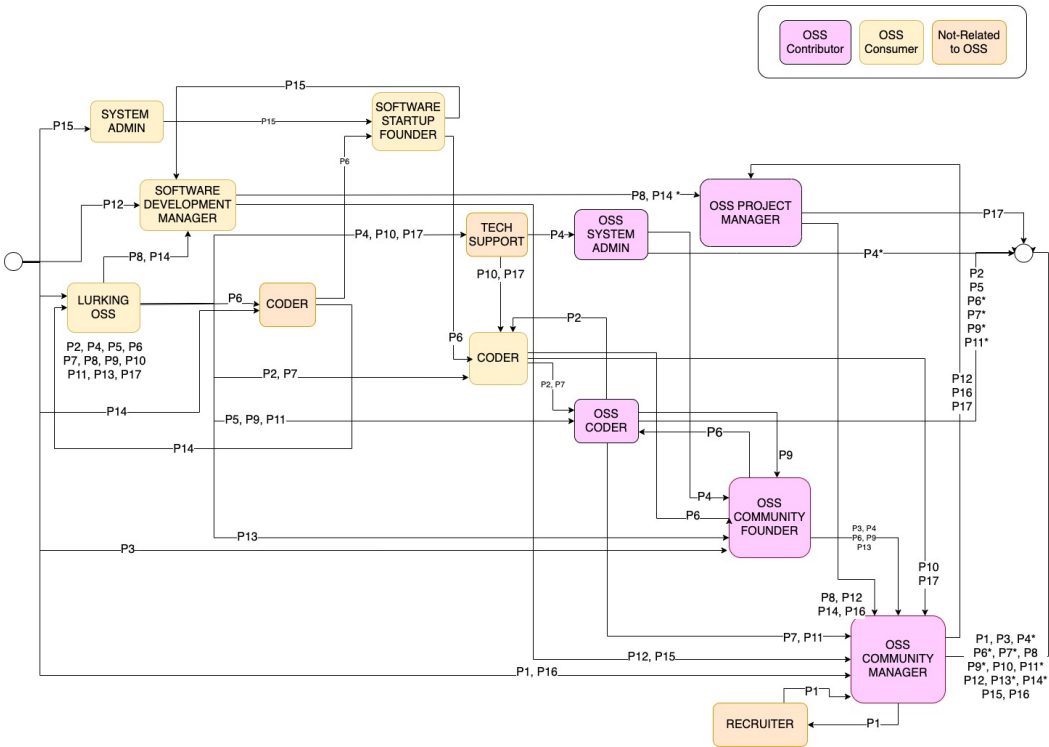 OSS
Contributor
OSS
Consumer
Not-Related
to OSS
P15
SYSTEM
ADMIN
P15
P15
SOFTWARE
STARTUP
FOUNDER
P6
P12
SOFTWARE
DEVELOPMENT
MANAGER
P8, P14 *
OSS PROJECT
MANAGER
P17
P4, P10, P17
TECH
SUPPORT
P4
OSS
SYSTEM
ADMIN
P4*
P8, P14
P10, P17
LURKING
OSS
P6
CODER
P2, P4, P5, P6
P7, P8, P9, P10
P11, P13, P17
P2
P5
P6*
P7*
P9*
P11*
P2
P6
CODER
P2, P7
P2, P7
P12
P16
P17
P14
P5, P9, P11
OSS
CODER
P14
P6
P9
P4
P6
OSS
COMMUNITY
FOUNDER
P13
P3
P3, P4
P6, P9
P13
P10
P17
P8, P12
P14, P16
P7, P11
P12, P15
P1, P16
OSS
COMMUNITY
MANAGER
P1, P3, P4*
P6*, P7*, P8
P9*, P10, P11*
P12, P13*, P14*
P15, P16
P1
RECRUITER
P1